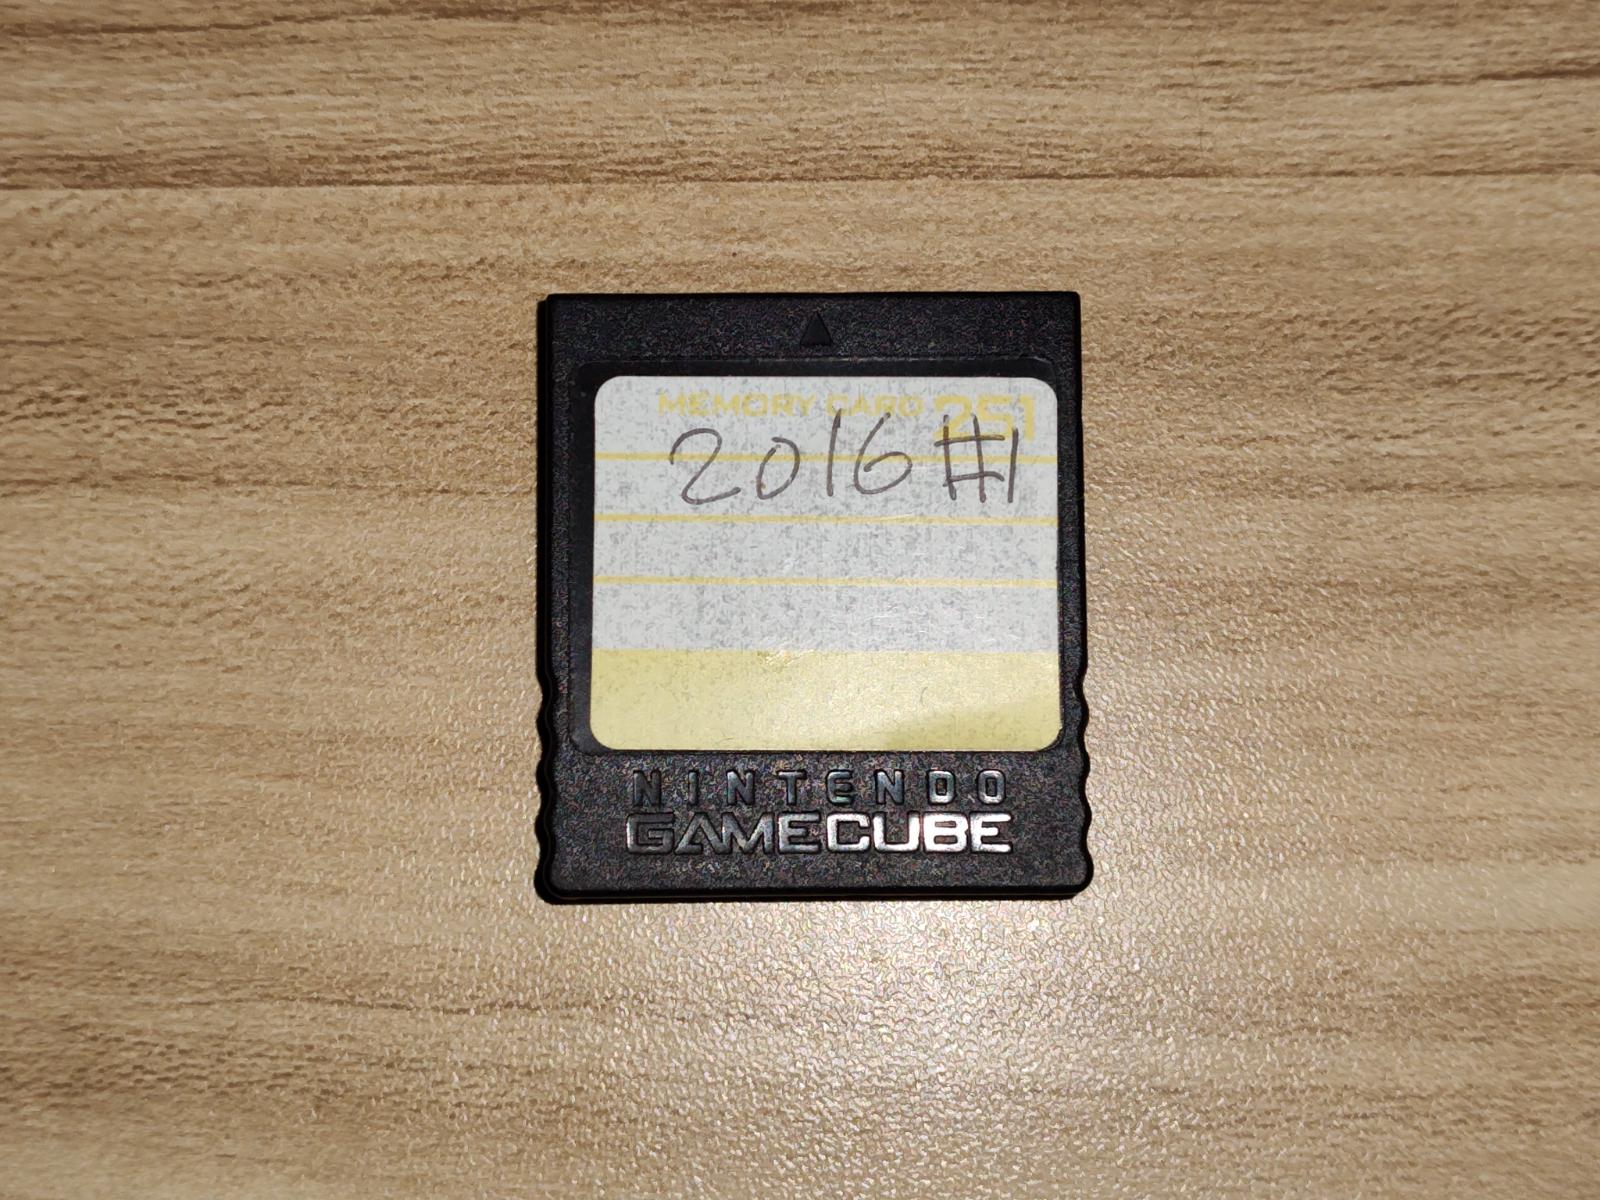 MEMORY CARD 251
2016 #1
NINTENDO
GAMECUBE